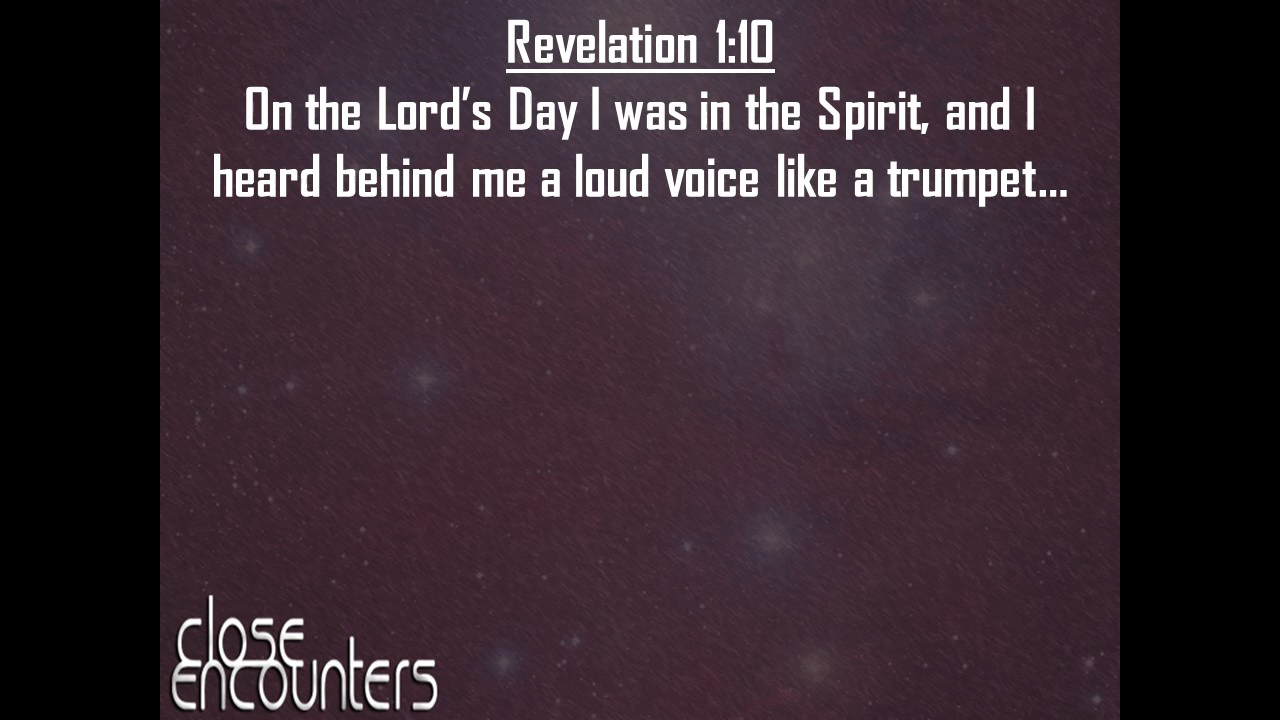 Revelation 1:10
On the Lord’s Day I was in the Spirit, and I
heard behind me a loud voice like a trumpet…
close
encounters